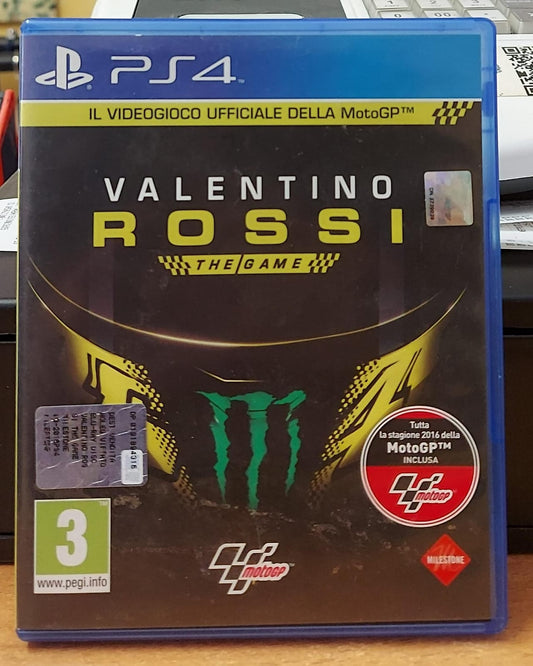 PS4™
IL VIDEOGIOCO UFFICIALE DELLA MotoGP™
VALENTINO
ROSSI
THE GAME
Tutta
la stagione 2016 della
MotoGP™
INCLUSA
MotoGP
3
www.pegi.info
MotoGP
MILESTONE